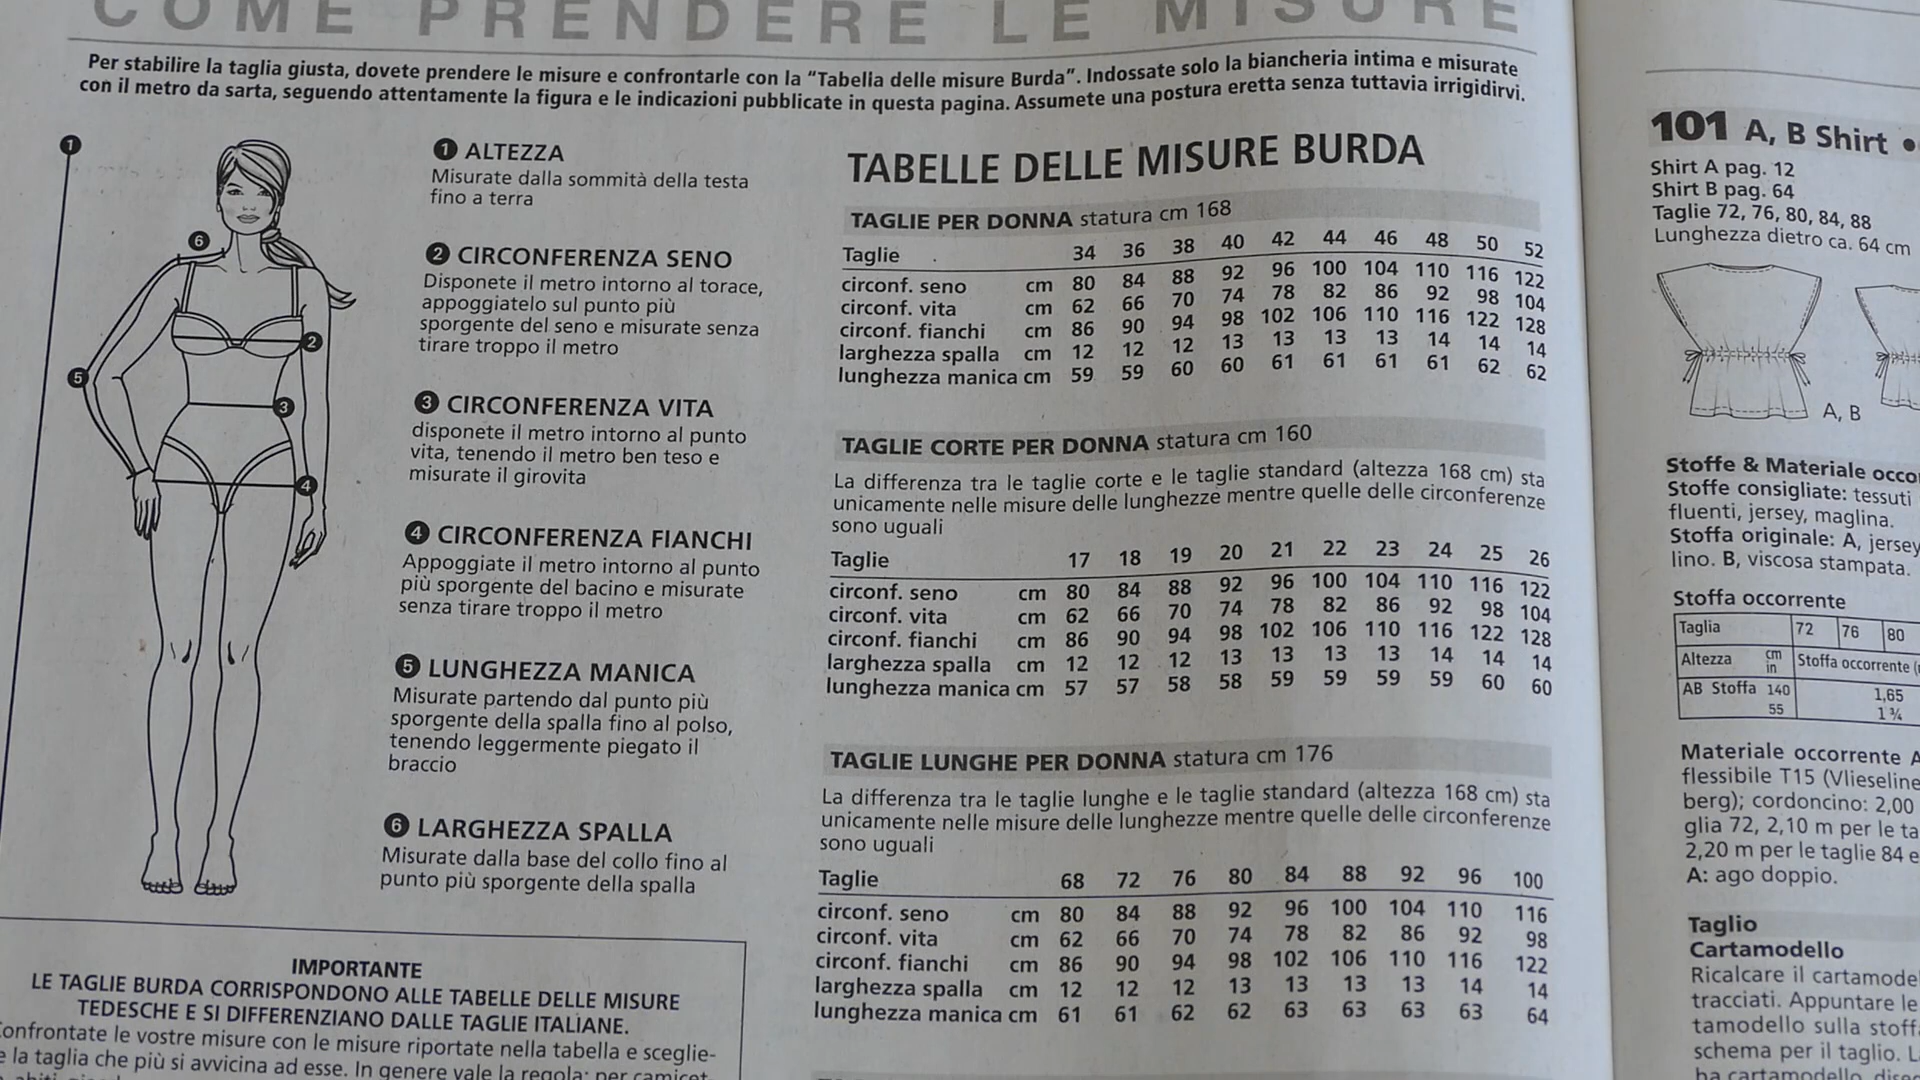 COME PRENDERE LE MISURE
Per stabilire la taglia giusta, dovete prendere le misure e confrontarle con la “Tabella delle misure Burda”. Indossate solo la biancheria intima e misurate
con il metro da sarta, seguendo attentamente la figura e le indicazioni pubblicate in questa pagina. Assumete una postura eretta senza tuttavia irrigidirvi.
1
6
2
5
3
4
1 ALTEZZA
Misurate dalla sommità della testa
fino a terra
2 CIRCONFERENZA SENO
Disponete il metro intorno al torace,
appoggiatelo sul punto più
sporgente del seno e misurate senza
tirare troppo il metro
3 CIRCONFERENZA VITA
disponete il metro intorno al punto
vita, tenendo il metro ben teso e
misurate il girovita
4 CIRCONFERENZA FIANCHI
Appoggiate il metro intorno al punto
più sporgente del bacino e misurate
senza tirare troppo il metro
5 LUNGHEZZA MANICA
Misurate partendo dal punto più
sporgente della spalla fino al polso,
tenendo leggermente piegato il
braccio
6 LARGHEZZA SPALLA
Misurate dalla base del collo fino al
punto più sporgente della spalla
IMPORTANTE
LE TAGLIE BURDA CORRISPONDONO ALLE TABELLE DELLE MISURE
TEDESCHE E SI DIFFERENZIANO DALLE TAGLIE ITALIANE.
Confrontate le vostre misure con le misure riportate nella tabella e sceglie-
e la taglia che più si avvicina ad esse. In genere vale la regola: per camicet
TABELLE DELLE MISURE BURDA
TAGLIE PER DONNA statura cm 168
Taglie 34 36 38 40 42 44 46 48 50 52
circonf. seno cm 80 84 88 92 96 100 104 110 116 122
circonf. vita cm 62 66 70 74 78 82 86 92 98 104
circonf. fianchi cm 86 90 94 98 102 106 110 116 122 128
larghezza spalla cm 12 12 12 13 13 13 13 14 14 14
lunghezza manica cm 59 59 60 60 61 61 61 61 62 62
TAGLIE CORTE PER DONNA statura cm 160
La differenza tra le taglie corte e le taglie standard (altezza 168 cm) sta
unicamente nelle misure delle lunghezze mentre quelle delle circonferenze
sono uguali
Taglie 17 18 19 20 21 22 23 24 25 26
circonf. seno cm 80 84 88 92 96 100 104 110 116 122
circonf. vita cm 62 66 70 74 78 82 86 92 98 104
circonf. fianchi cm 86 90 94 98 102 106 110 116 122 128
larghezza spalla cm 12 12 12 13 13 13 13 14 14 14
lunghezza manica cm 57 57 58 58 59 59 59 59 60 60
TAGLIE LUNGHE PER DONNA statura cm 176
La differenza tra le taglie lunghe e le taglie standard (altezza 168 cm) sta
unicamente nelle misure delle lunghezze mentre quelle delle circonferenze
sono uguali
Taglie 68 72 76 80 84 88 92 96 100
circonf. seno cm 80 84 88 92 96 100 104 110 116
circonf. vita cm 62 66 70 74 78 82 86 92 98
circonf. fianchi cm 86 90 94 98 102 106 110 116 122
larghezza spalla cm 12 12 12 13 13 13 13 14 14
lunghezza manica cm 61 61 62 62 63 63 63 63 64
101 A, B Shirt
Shirt A pag. 12
Shirt B pag. 64
Taglie 72, 76, 80, 84, 88
Lunghezza dietro ca. 64 cm
A, B
Stoffe & Materiale occo
Stoffe consigliate: tessuti
fluenti, jersey, maglina.
Stoffa originale: A, jersey
lino. B, viscosa stampata.
Stoffa occorrente
Taglia 72 76 80
Altezza cm in Stoffa occorrente (
AB Stoffa 140 1,65
55 1 ¾
Materiale occorrente A
flessibile T15 (Vlieseline
berg); cordoncino: 2,00
glia 72, 2,10 m per le ta
2,20 m per le taglie 84 e
A: ago doppio.
Taglio
Cartamodello
Ricalcare il cartamodel
tracciati. Appuntare le
tamodello sulla stoff
schema per il taglio. L